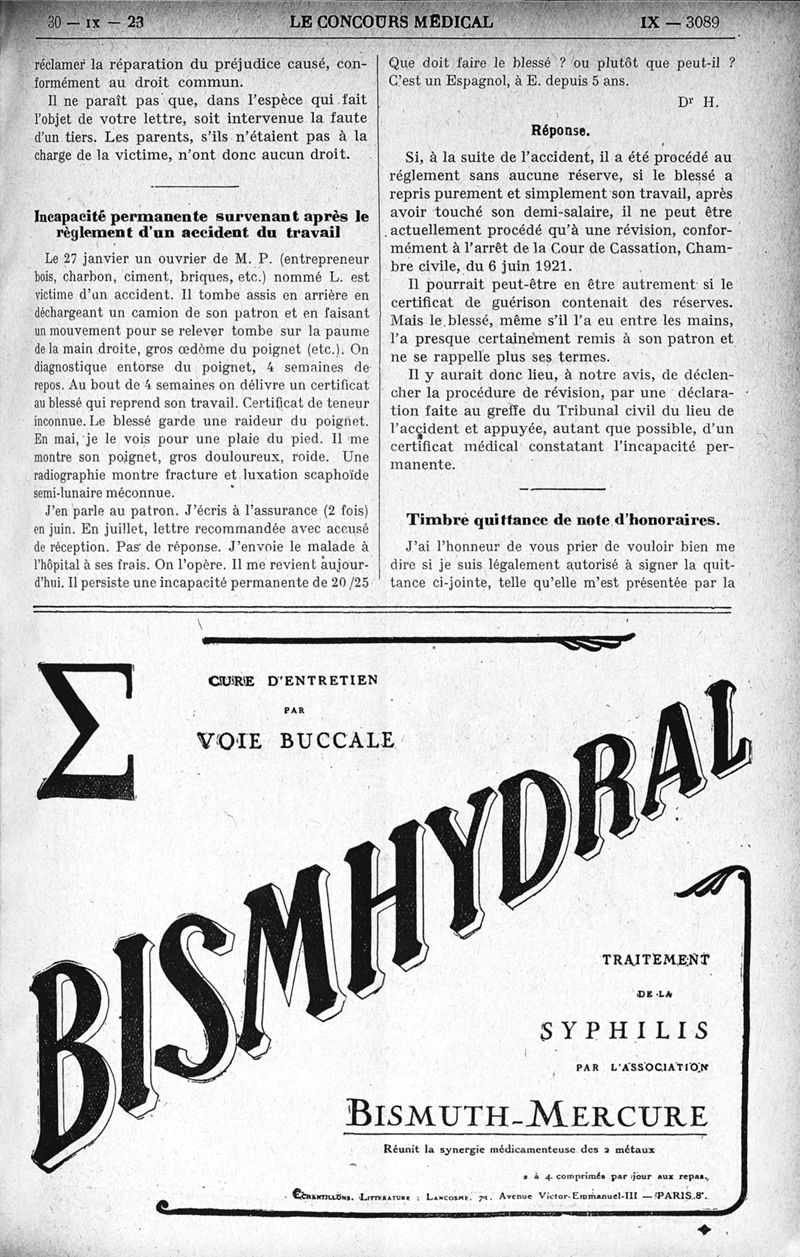 30 — IX — 23
LE CONCOURS MÉDICAL
IX — 3089
réclamer la réparation du préjudice causé, con-
formément au droit commun.
Il ne paraît pas que, dans l'espèce qui fait
l'objet de votre lettre, soit intervenue la faute
d'un tiers. Les parents, s'ils n'étaient pas à la
charge de la victime, n'ont donc aucun droit.
Incapacité permanente survenant après le
règlement d'un accident du travail
Le 27 janvier un ouvrier de M. P. (entrepreneur
bois, charbon, ciment, briques, etc.) nommé L. est
victime d'un accident. Il tombe assis en arrière en
déchargeant un camion de son patron et en faisant
un mouvement pour se relever tombe sur la paume
de la main droite, gros œdème du poignet (etc.). On
diagnostique entorse du poignet, 4 semaines de
repos. Au bout de 4 semaines on délivre un certificat
au blessé qui reprend son travail. Certificat de teneur
inconnue. Le blessé garde une raideur du poignet.
En mai, je le vois pour une plaie du pied. Il me
montre son poignet, gros douloureux, roide. Une
radiographie montre fracture et luxation scaphoïde
semi-lunaire méconnue.
J'en parle au patron. J'écris à l'assurance (2 fois)
en juin. En juillet, lettre recommandée avec accusé
de réception. Pas de réponse. J'envoie le malade à
l'hôpital à ses frais. On l'opère. Il me revient aujour-
d'hui. Il persiste une incapacité permanente de 20/25
Que doit faire le blessé ? ou plutôt que peut-il ?
C'est un Espagnol, à E. depuis 5 ans.
Dr H.
Réponse.
Si, à la suite de l'accident, il a été procédé au
réglement sans aucune réserve, si le blessé a
repris purement et simplement son travail, après
avoir touché son demi-salaire, il ne peut être
actuellement procédé qu'à une révision, confor-
mément à l'arrêt de la Cour de Cassation, Cham-
bre civile, du 6 juin 1921.
Il pourrait peut-être en être autrement si le
certificat de guérison contenait des réserves.
Mais le blessé, même s'il l'a eu entre les mains,
l'a presque certainement remis à son patron et
ne se rappelle plus ses termes.
Il y aurait donc lieu, à notre avis, de déclen-
cher la procédure de révision, par une déclara-
tion faite au greffe du Tribunal civil du lieu de
l'accident et appuyée, autant que possible, d'un
certificat médical constatant l'incapacité per-
manente.
Timbre quittance de note d'honoraires.
J'ai l'honneur de vous prier de vouloir bien me
dire si je suis légalement autorisé à signer la quit-
tance ci-jointe, telle qu'elle m'est présentée par la
Σ
CURE D'ENTRETIEN
PAR
VOIE BUCCALE
BISMHYDRAL
TRAITEMENT
DE LA
SYPHILIS
PAR L'ASSOCIATION
BISMUTH-MERCURE
Réunit la synergie médicamenteuse des 2 métaux
2 à 4 comprimés par jour aux repas.
ÉCHANTILLONS, LITTERATURE : LANCOSME, 71, Avenue Victor-Emmanuel-III — PARIS-8e.